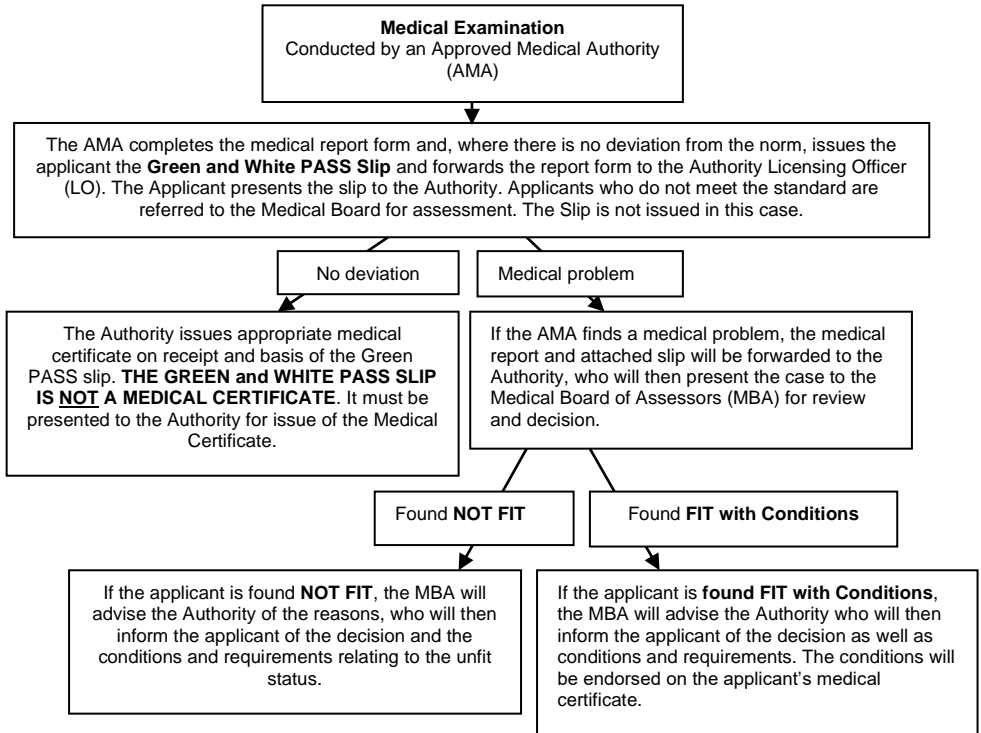 Medical Examination
Conducted by an Approved Medical Authority
(AMA)
The AMA completes the medical report form and, where there is no deviation from the norm, issues the
applicant the Green and White PASS Slip and forwards the report form to the Authority Licensing Officer
(LO). The Applicant presents the slip to the Authority. Applicants who do not meet the standard are
referred to the Medical Board for assessment. The Slip is not issued in this case.
No deviation
Medical problem
The Authority issues appropriate medical
certificate on receipt and basis of the Green
PASS slip. THE GREEN and WHITE PASS SLIP
IS NOT A MEDICAL CERTIFICATE. It must be
presented to the Authority for issue of the Medical
Certificate.
If the AMA finds a medical problem, the medical
report and attached slip will be forwarded to the
Authority, who will then present the case to the
Medical Board of Assessors (MBA) for review
and decision.
Found NOT FIT
Found FIT with Conditions
If the applicant is found NOT FIT, the MBA will
advise the Authority of the reasons, who will then
inform the applicant of the decision and the
conditions and requirements relating to the unfit
status.
If the applicant is found FIT with Conditions,
the MBA will advise the Authority who will then
inform the applicant of the decision as well as
conditions and requirements. The conditions will
be endorsed on the applicant's medical
certificate.